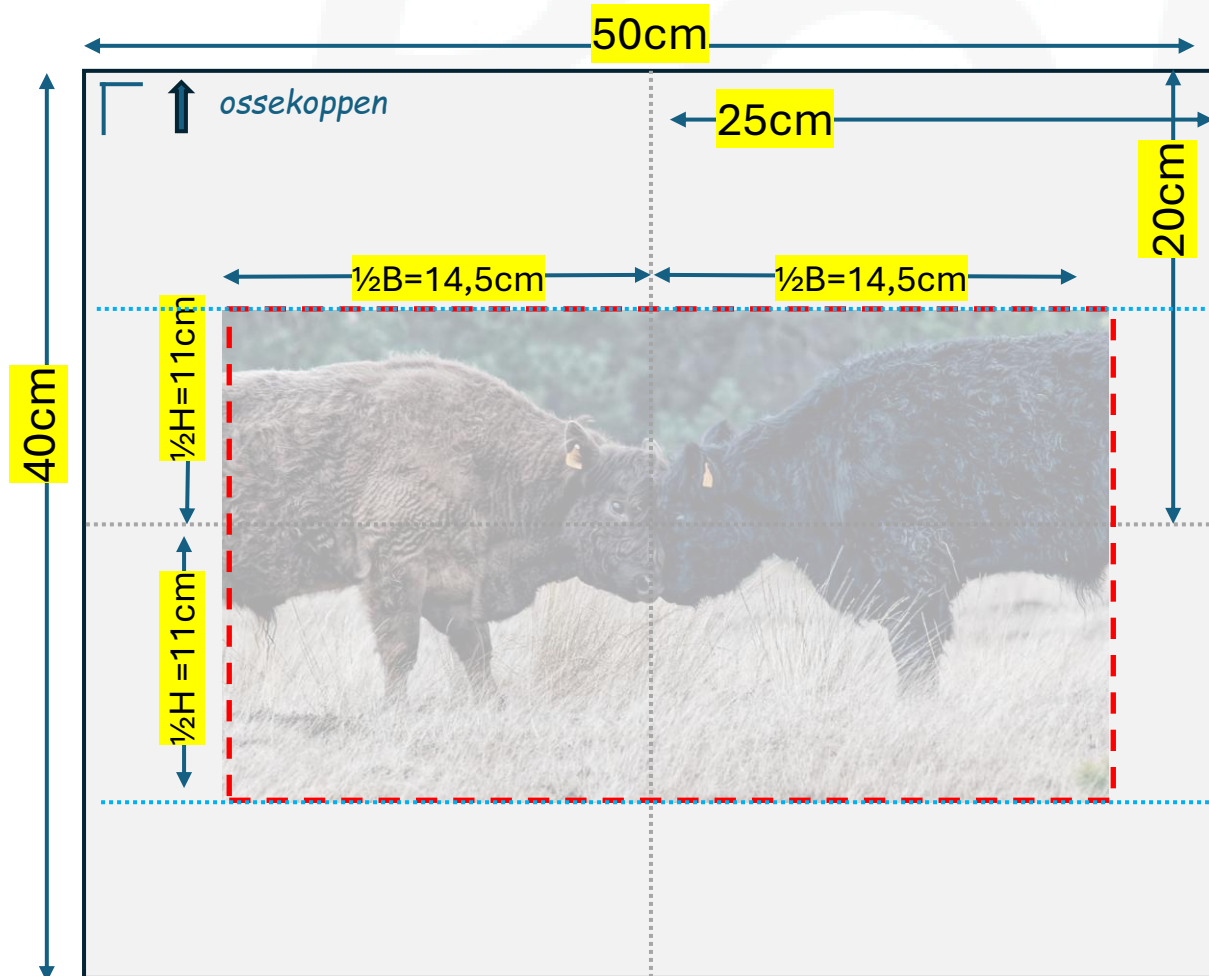 50cm
ossekoppen
25cm
20cm
½B=14,5cm
½B=14,5cm
½H=11cm
40cm
½H =11cm